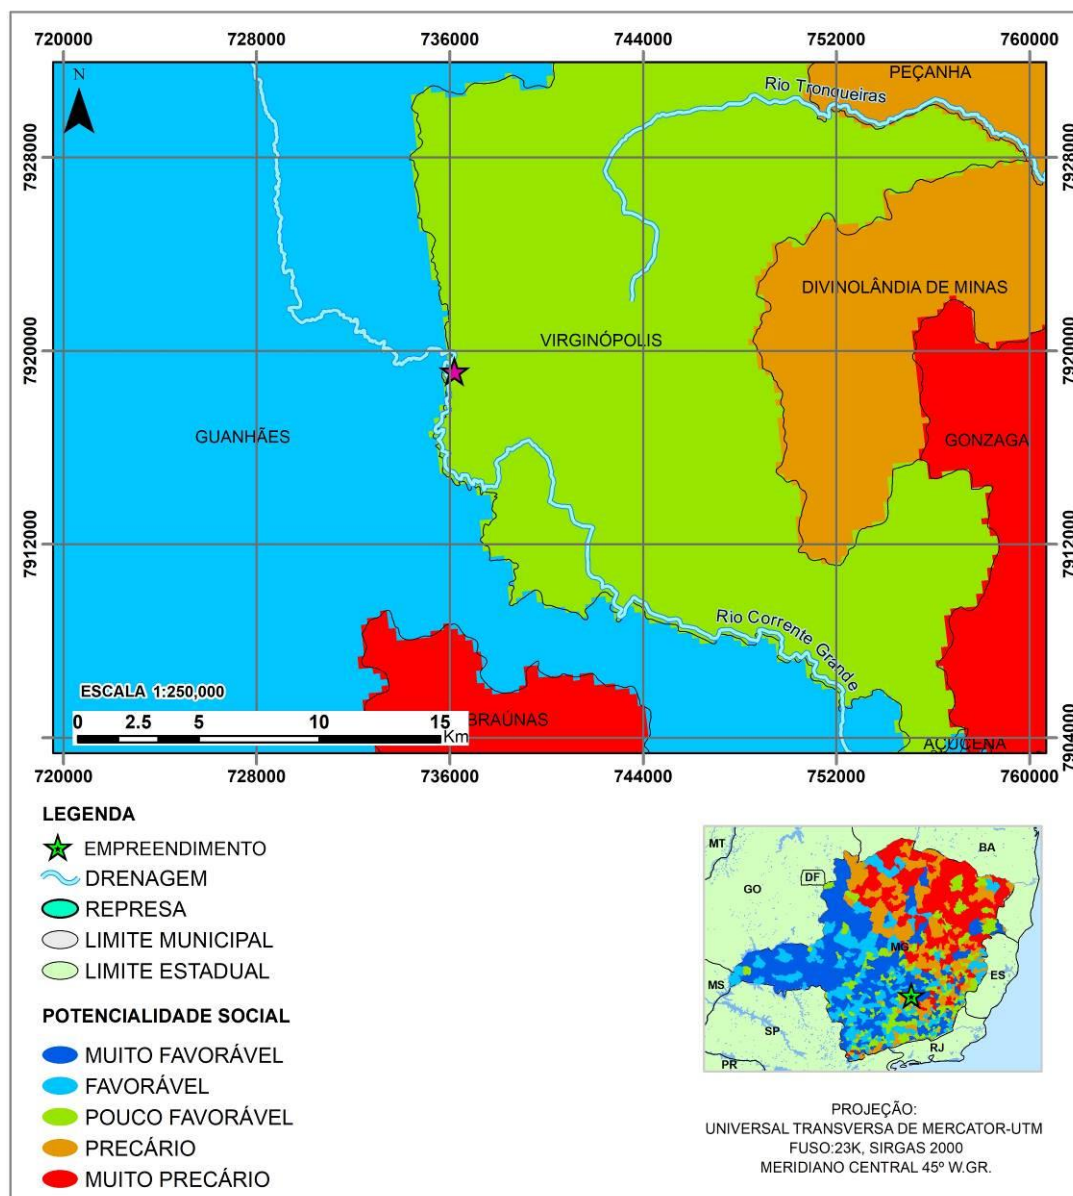 720000 728000 736000 744000 752000 760000
N
PEÇANHA
Rio Tronqueiras
7928000 7928000
DIVINOLÂNDIA DE MINAS
VIRGINÓPOLIS
7920000 7920000
GUANHÃES
GONZAGA
7912000 7912000
Rio Corrente Grande
ESCALA 1:250,000
0 2.5 5 10 15
Km
BRAÚNAS
AÇUCENA
7904000
720000 728000 736000 744000 752000 760000
LEGENDA
EMPREENDIMENTO
DRENAGEM
REPRESA
LIMITE MUNICIPAL
LIMITE ESTADUAL
POTENCIALIDADE SOCIAL
MUITO FAVORÁVEL
FAVORÁVEL
POUCO FAVORÁVEL
PRECÁRIO
MUITO PRECÁRIO
MT
BA
DF
GO
MG
ES
MS
SP
RJ
PR
PROJEÇÃO:
UNIVERSAL TRANSVERSA DE MERCATOR-UTM
FUSO:23K, SIRGAS 2000
MERIDIANO CENTRAL 45º W.GR.